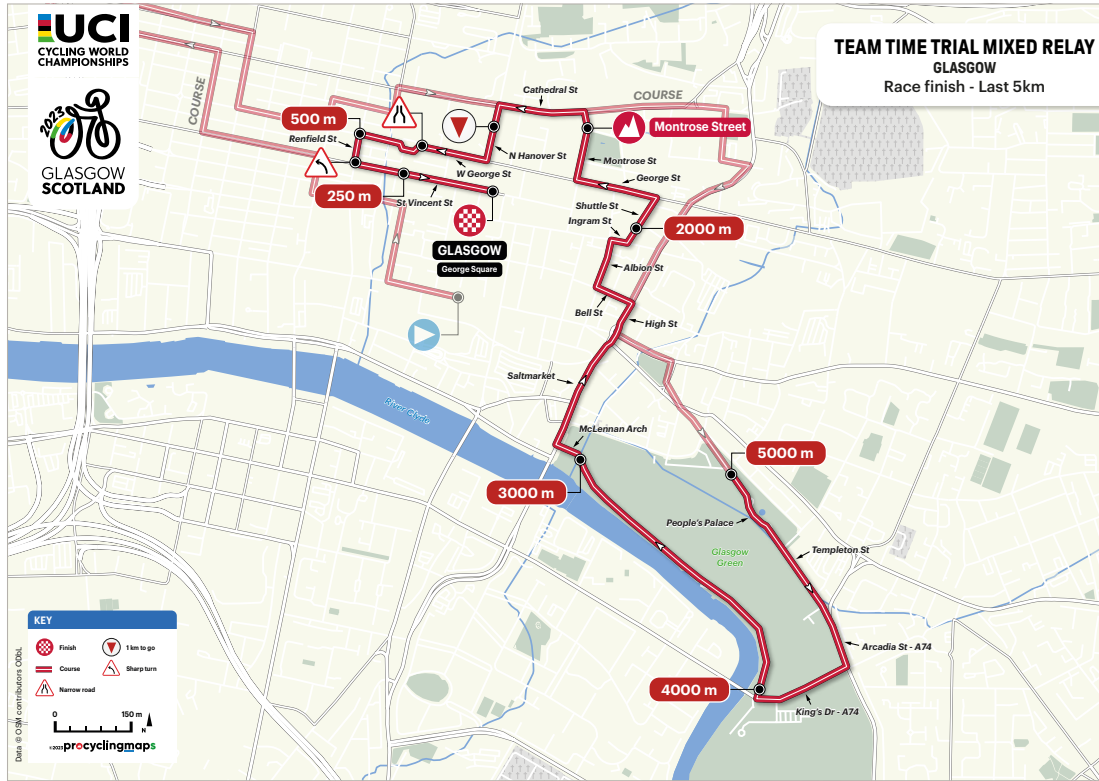 UCI
CYCLING WORLD
CHAMPIONSHIPS
2023
GLASGOW
SCOTLAND
TEAM TIME TRIAL MIXED RELAY
GLASGOW
Race finish - Last 5km
COURSE
COURSE
Cathedral St
500 m
Renfield St
N Hanover St
W George St
Montrose Street
Montrose St
George St
250 m
St Vincent St
Shuttle St
Ingram St
2000 m
GLASGOW
George Square
Albion St
Bell St
High St
Saltmarket
River Clyde
McLennan Arch
5000 m
3000 m
People's Palace
Templeton St
Glasgow
Green
Arcadia St - A74
4000 m
King's Dr - A74
KEY
Finish
1 km to go
Course
Sharp turn
Narrow road
0
150 m
N
©2023 procyclingmaps
Data © OSM contributors ODbL